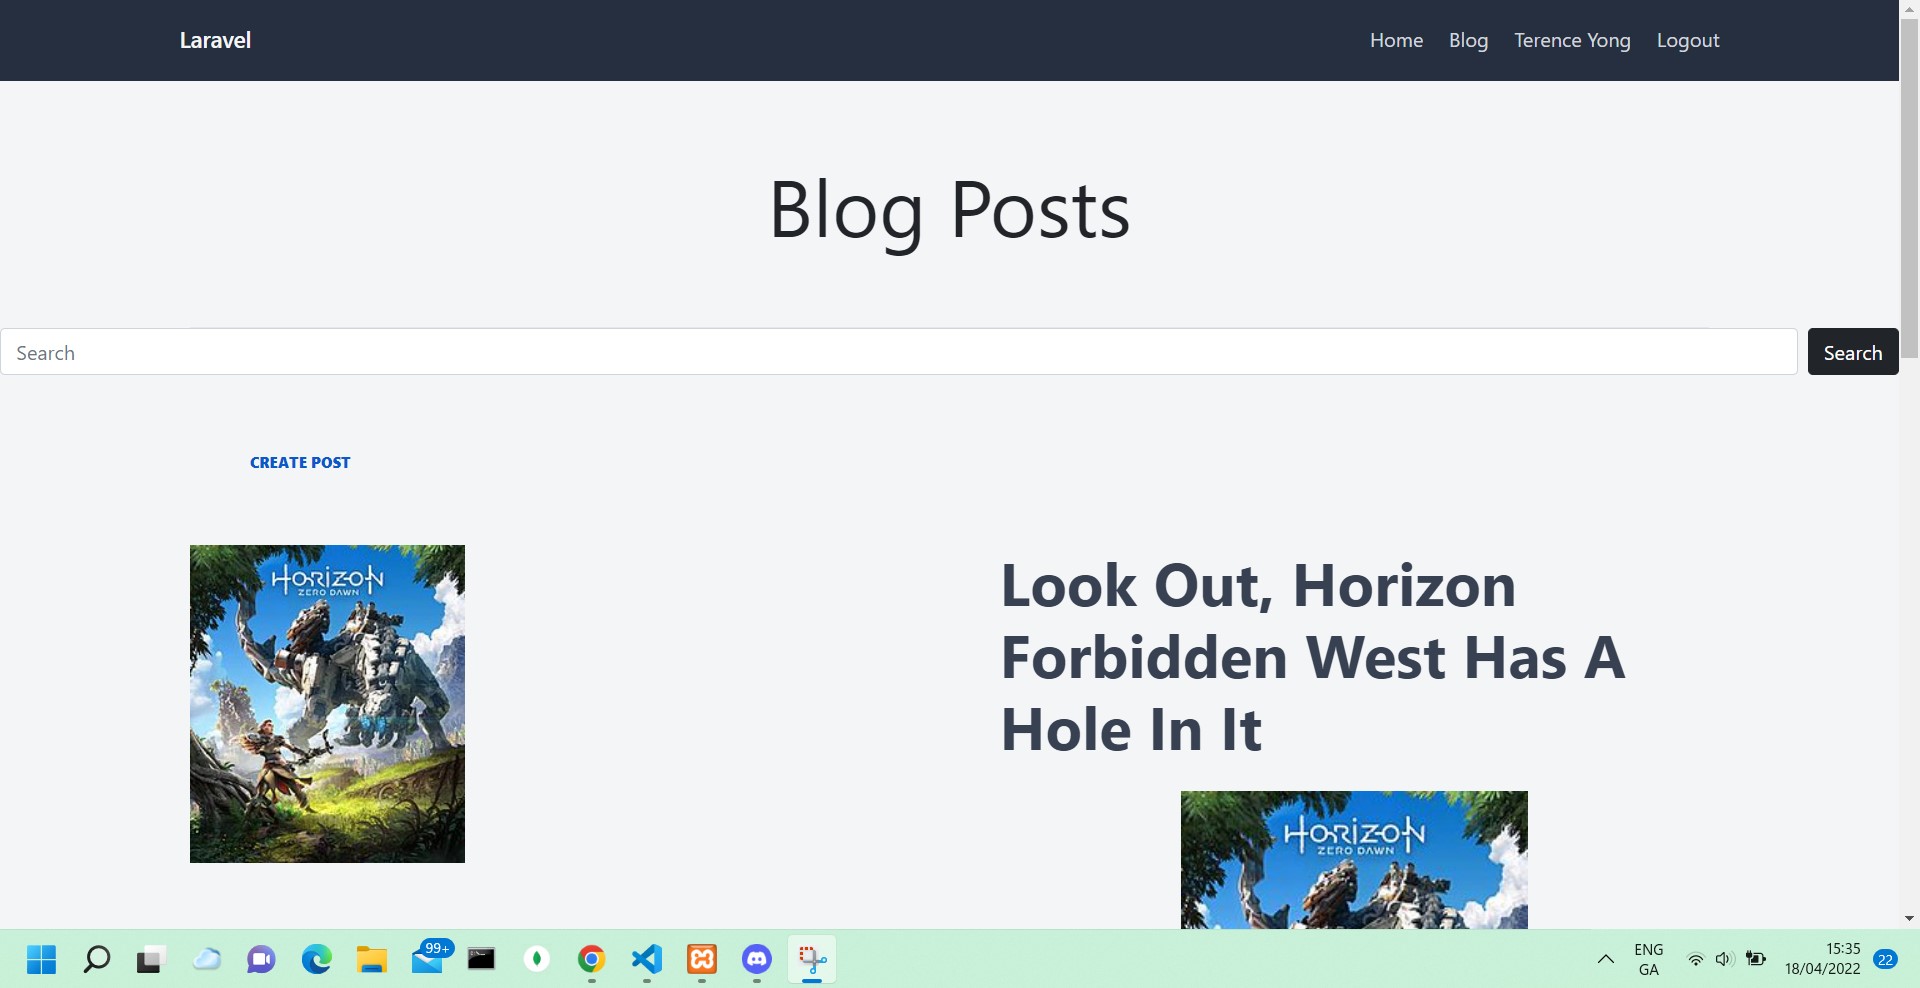 Laravel
Home Blog Terence Yong Logout
Blog Posts
Search
Search
CREATE POST
HORIZON
ZERO DAWN
Look Out, Horizon
Forbidden West Has A
Hole In It
HORIZON
ZERO DAWN
99+
ENG
GA
15:35
18/04/2022
22